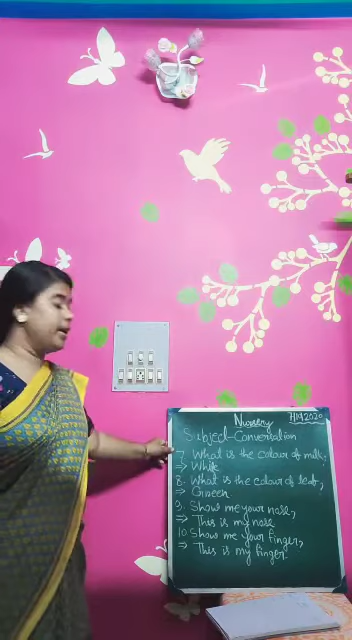 Nursery
7/9/2020
Subject-Conversation
7. What is the colour of milk,
⇒ White
8. What is the colour of leaf,
⇒ Green
9. Show me your nose,
⇒ This is my nose
10. Show me your finger,
⇒ This is my finger.